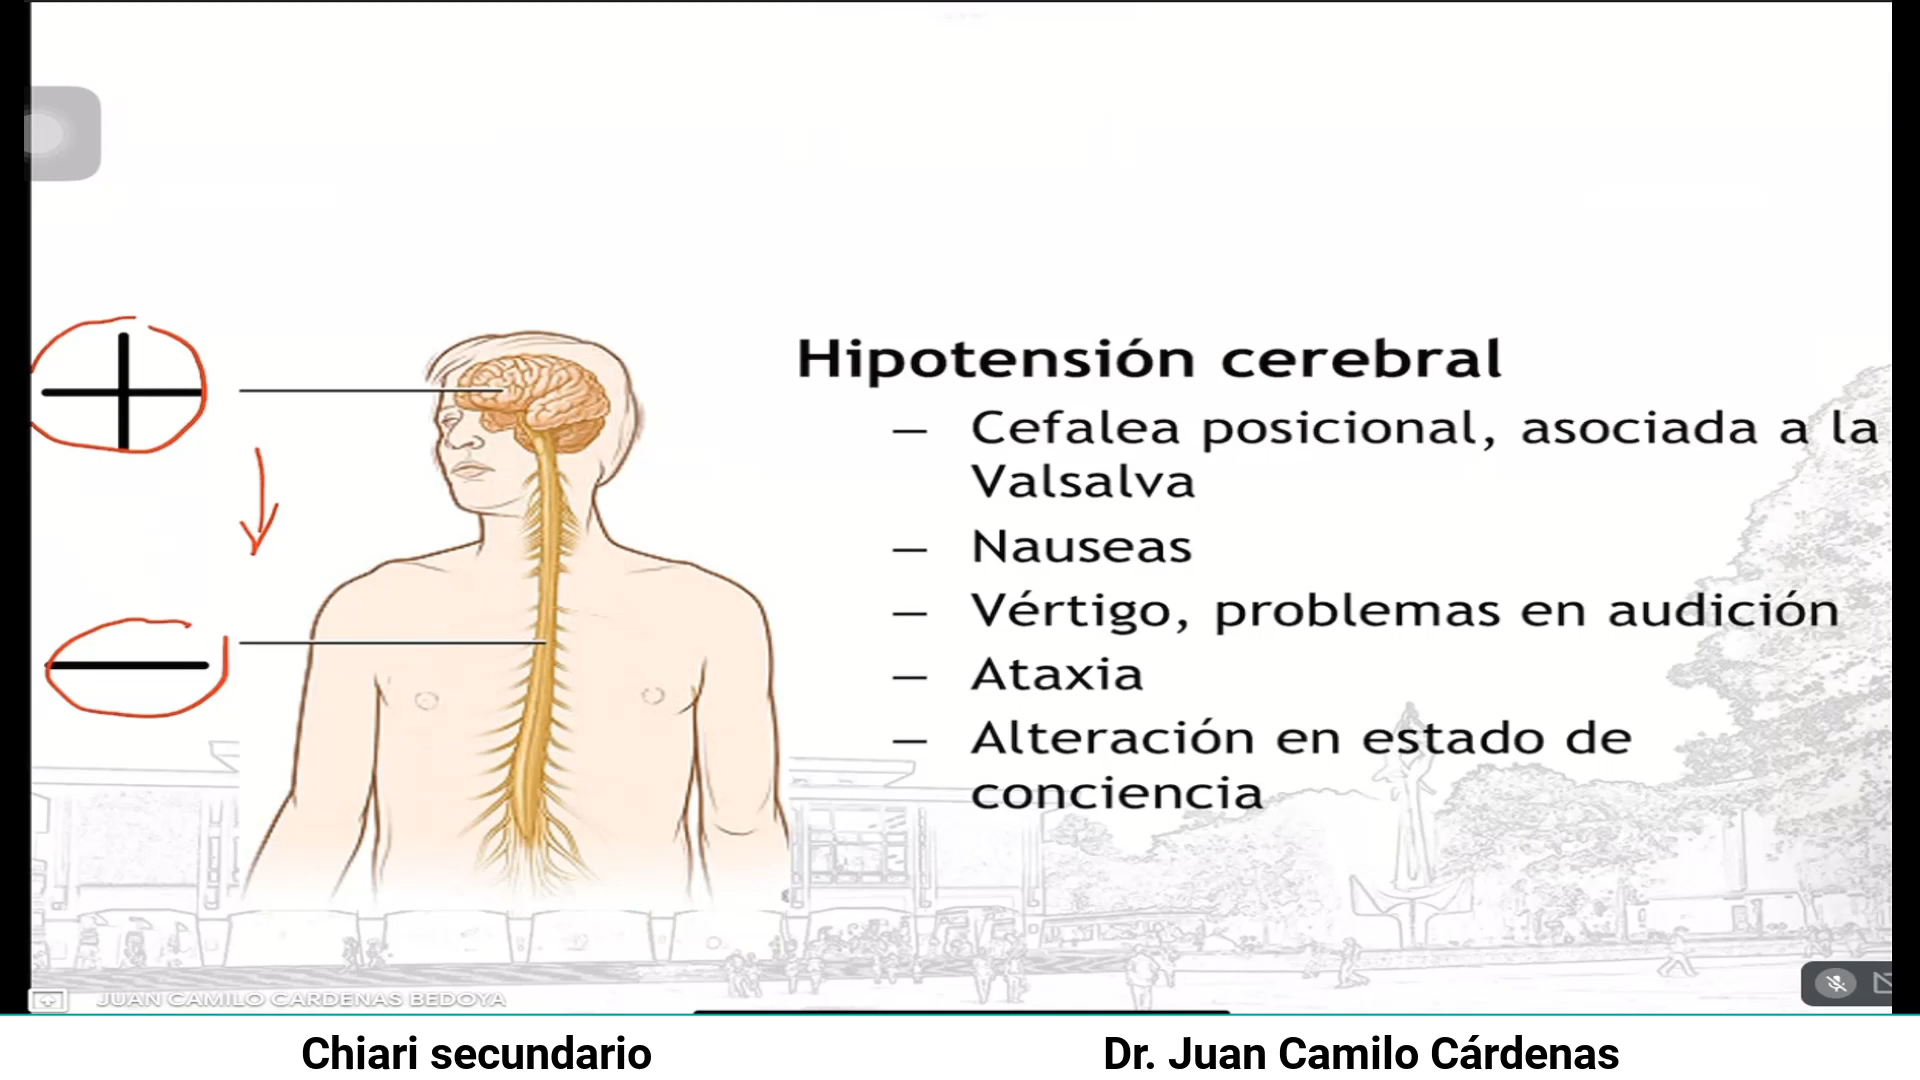 Hipotensión cerebral
– Cefalea posicional, asociada a la
Valsalva
– Nauseas
– Vértigo, problemas en audición
– Ataxia
– Alteración en estado de
conciencia
JUAN CAMILO CARDENAS BEDOYA
Chiari secundario
Dr. Juan Camilo Cárdenas